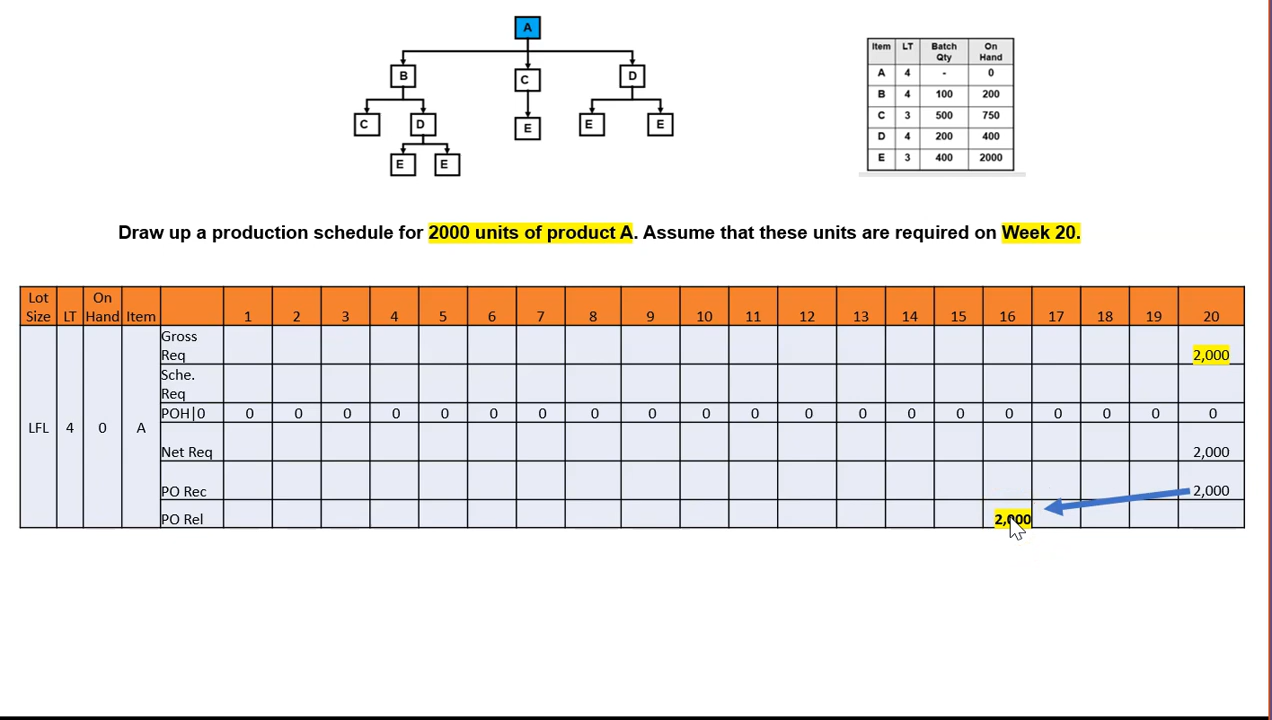 A
B C D
C D E E E
E E
Item LT Batch Qty On Hand
A 4 - 0
B 4 100 200
C 3 500 750
D 4 200 400
E 3 400 2000
Draw up a production schedule for 2000 units of product A. Assume that these units are required on Week 20.
Lot Size LT On Hand Item 1 2 3 4 5 6 7 8 9 10 11 12 13 14 15 16 17 18 19 20
LFL 4 0 A
Gross Req 2,000
Sche. Req
POH|0 0 0 0 0 0 0 0 0 0 0 0 0 0 0 0 0 0 0 0 0
Net Req 2,000
PO Rec 2,000
PO Rel 2,000